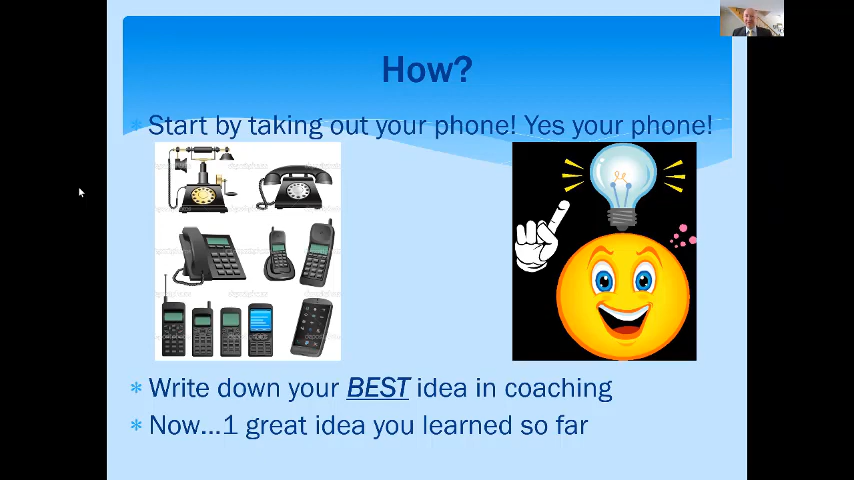 How?
Start by taking out your phone! Yes your phone!
Write down your BEST idea in coaching
Now...1 great idea you learned so far